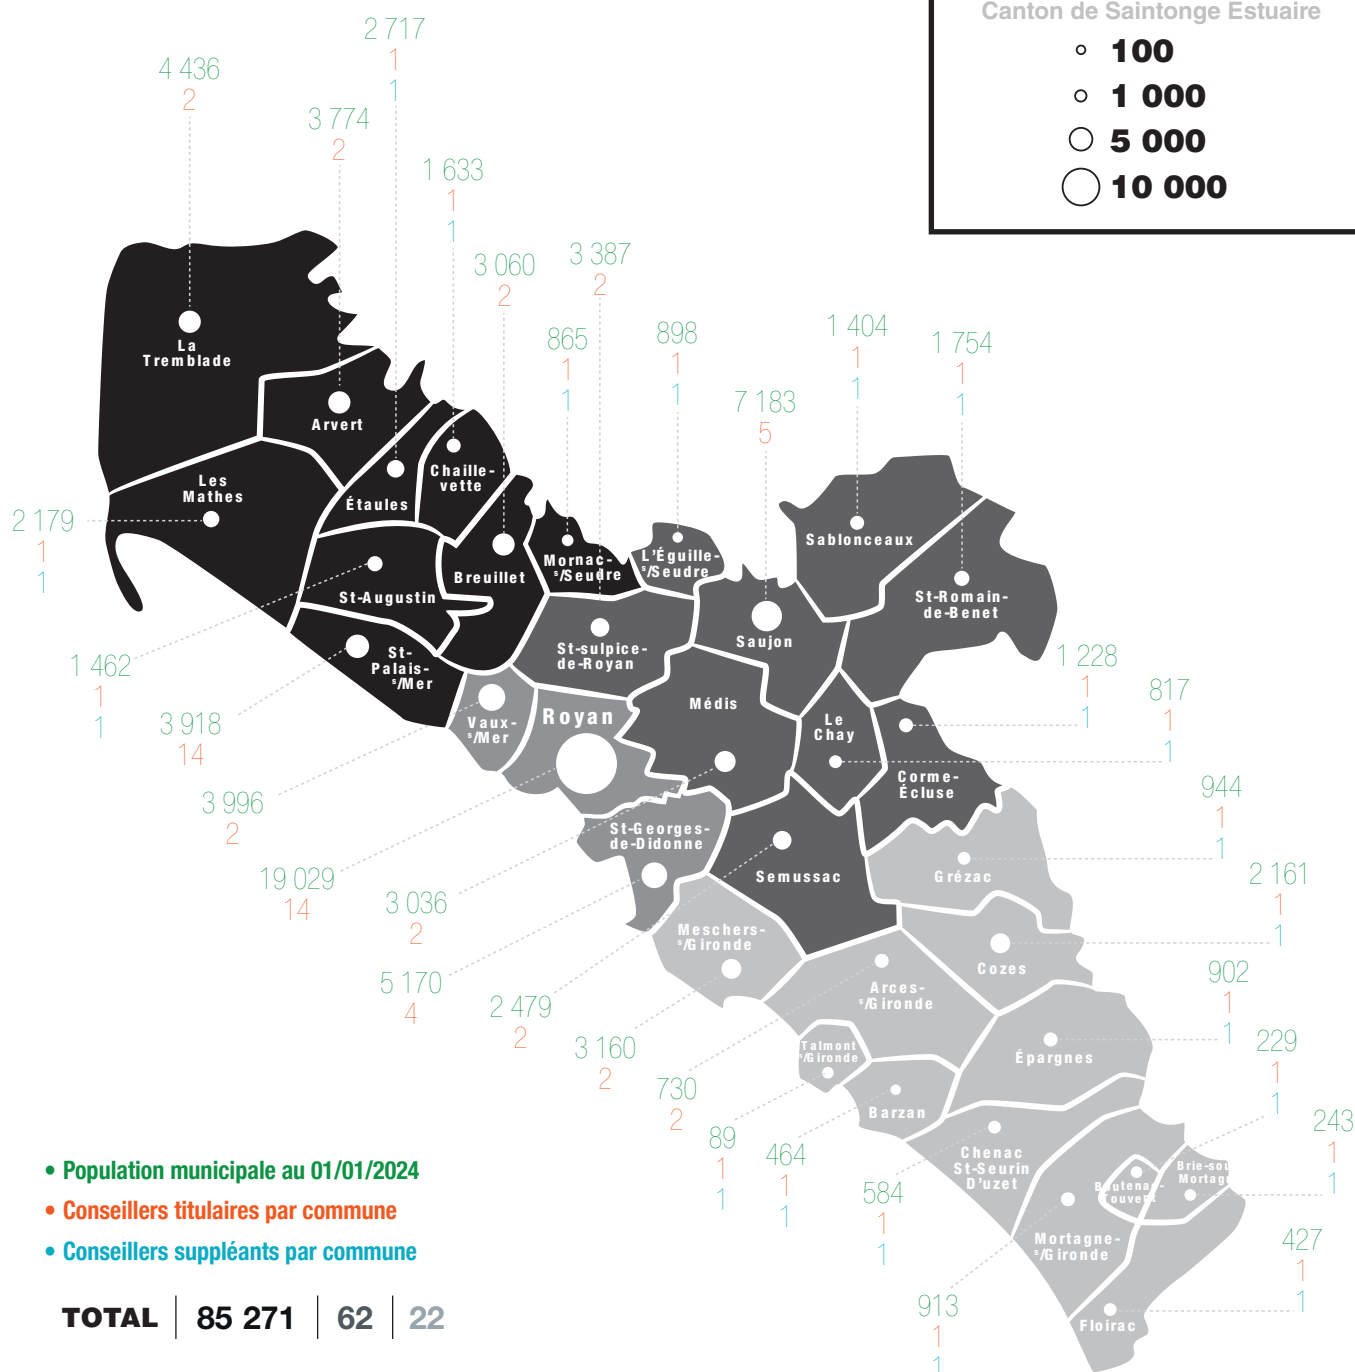 Canton de Saintonge Estuaire
100
1 000
5 000
10 000
2 717
1
1
4 436
2
3 774
2
1 633
1
1
3 060
2
3 387
2
865
1
1
898
1
1
7 183
5
1 404
1
1
1 754
1
1
La
Tremblade
Arvert
Les
Mathes
Étaules
Chaille-
vette
Breuillet
Mornac-
s/Seudre
L'Éguille-
s/Seudre
Sablonceaux
St-Romain-
de-Benet
2 179
1
1
St-Augustin
St-
Palais-
s/Mer
St-sulpice-
de-Royan
Saujon
1 462
1
1
3 918
14
Vaux-
s/Mer
Royan
Médis
Le
Chay
Corme-
Écluse
1 228
1
1
817
1
1
3 996
2
19 029
14
3 036
2
5 170
4
2 479
2
St-Georges-
de-Didonne
Semussac
Grézac
944
1
1
2 161
1
1
Meschers-
s/Gironde
Cozes
Arces-
s/Gironde
902
1
1
3 160
2
730
2
89
1
1
464
1
1
584
1
1
Talmont
s/Gironde
Épargnes
Barzan
229
1
1
243
1
1
Chenac
St-Seurin
D'uzet
Boutenac-
Touvent
Brie-sou
Mortag
Mortagne-
s/Gironde
427
1
1
913
1
1
Floirac
• Population municipale au 01/01/2024
• Conseillers titulaires par commune
• Conseillers suppléants par commune
TOTAL 85 271 62 22